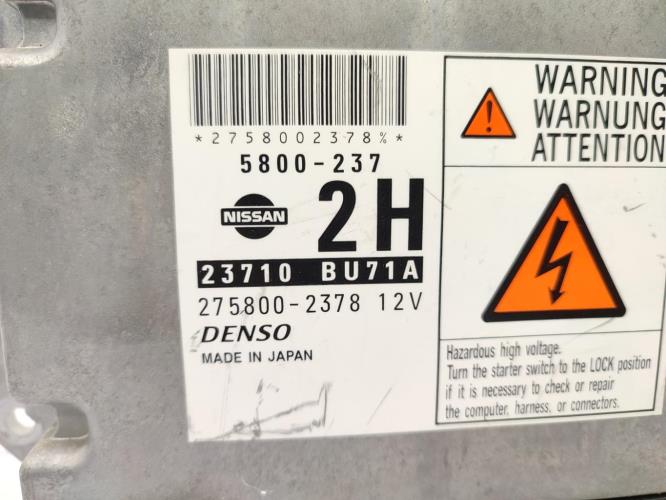 *2758002378%*
5800-237
NISSAN
2H
23710 BU71A
275800-2378 12V
DENSO
MADE IN JAPAN
WARNING
WARNUNG
ATTENTION
Hazardous high voltage.
Turn the starter switch to the LOCK position
if it is necessary to check or repair
the computer, harness, or connectors.